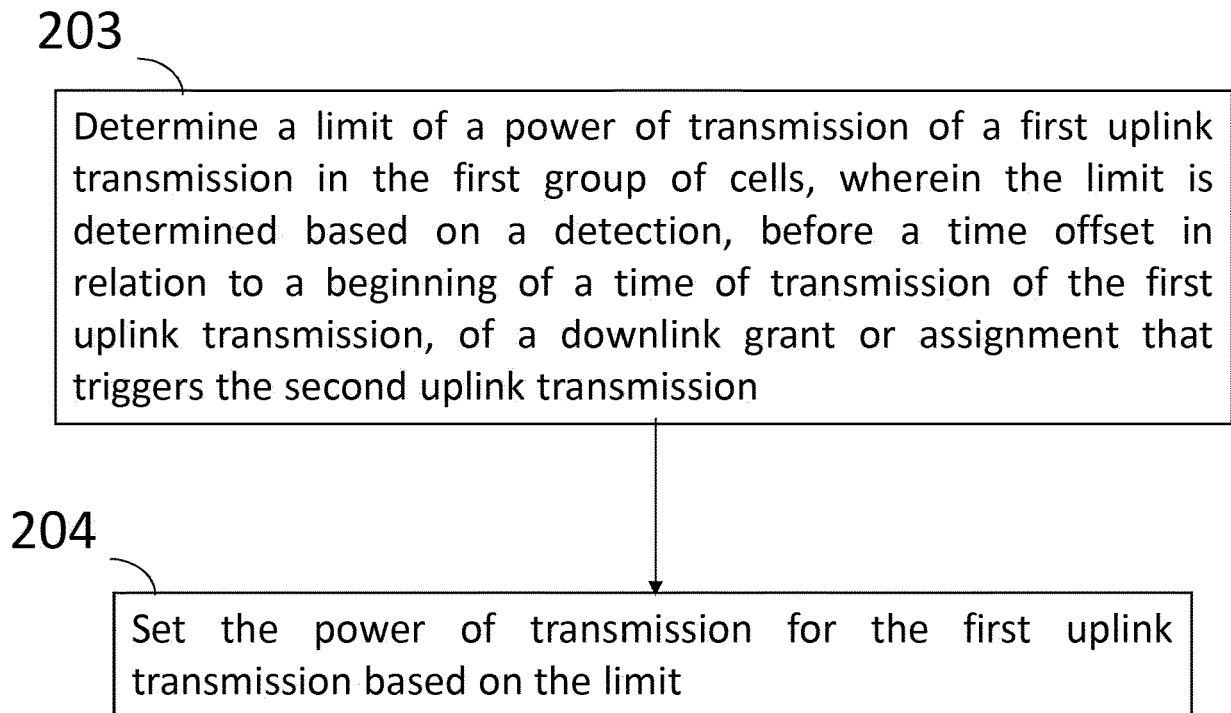 203
Determine a limit of a power of transmission of a first uplink
transmission in the first group of cells, wherein the limit is
determined based on a detection, before a time offset in
relation to a beginning of a time of transmission of the first
uplink transmission, of a downlink grant or assignment that
triggers the second uplink transmission
204
Set the power of transmission for the first uplink
transmission based on the limit